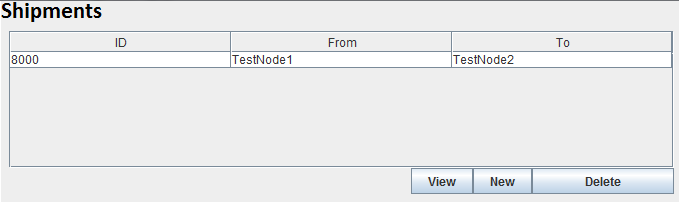 Shipments
ID From To
8000 TestNode1 TestNode2
View New Delete